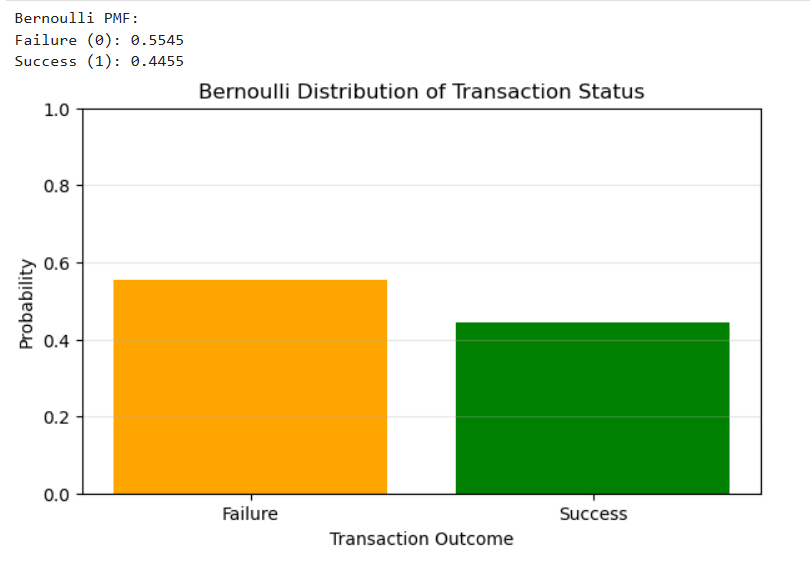 Bernoulli PMF:
Failure (0): 0.5545
Success (1): 0.4455
Bernoulli Distribution of Transaction Status
1.0
0.8
0.6
0.4
0.2
0.0
Probability
Failure Success
Transaction Outcome